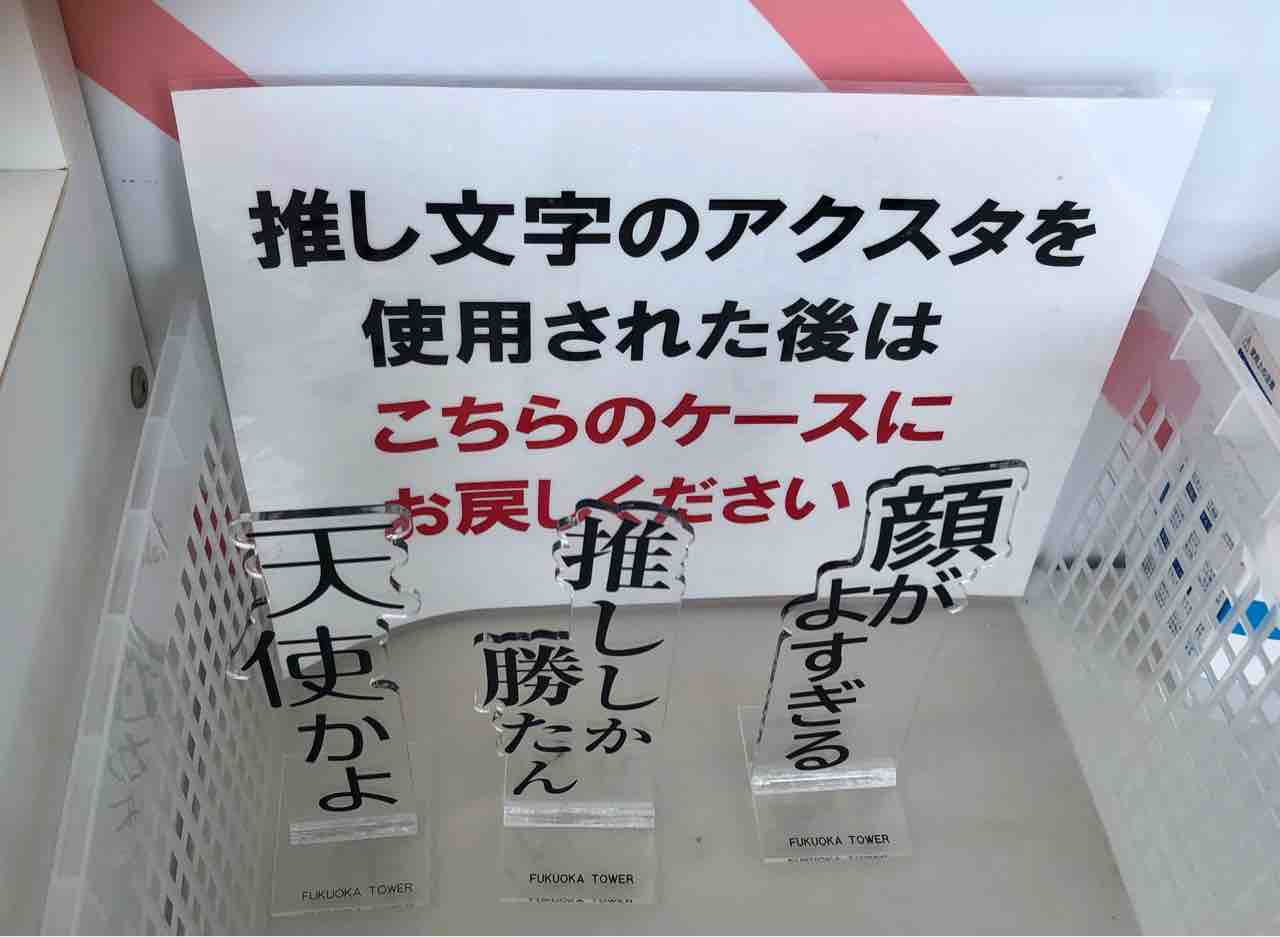 推し文字のアクスタを
使用された後は
こちらのケースに
お戻しください
天使かよ
推ししか
勝たん
顔が
よすぎる
FUKUOKA TOWER
FUKUOKA TOWER
FUKUOKA TOWER